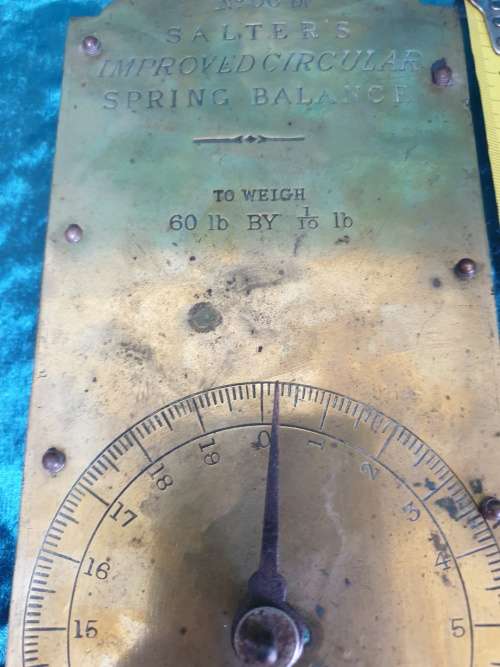 SALTER'S
IMPROVED CIRCULAR
SPRING BALANCE
TO WEIGH
60 lb BY 1/10 lb
0
1
2
3
4
5
15
16
17
18
19